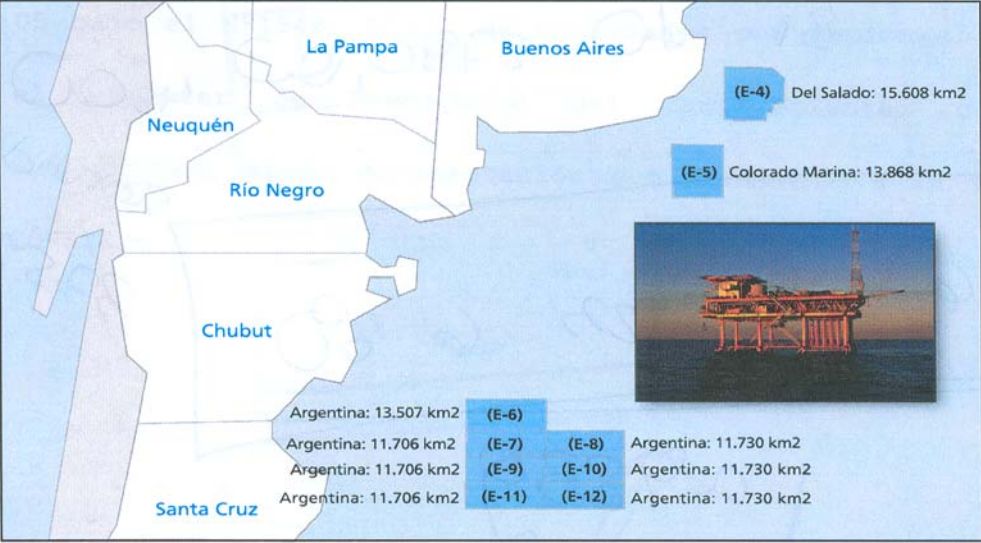 La Pampa
Buenos Aires
(E-4) Del Salado: 15.608 km2
Neuquén
(E-5) Colorado Marina: 13.868 km2
Río Negro
Chubut
Argentina: 13.507 km2 (E-6)
Argentina: 11.706 km2 (E-7) (E-8) Argentina: 11.730 km2
Argentina: 11.706 km2 (E-9) (E-10) Argentina: 11.730 km2
Argentina: 11.706 km2 (E-11) (E-12) Argentina: 11.730 km2
Santa Cruz